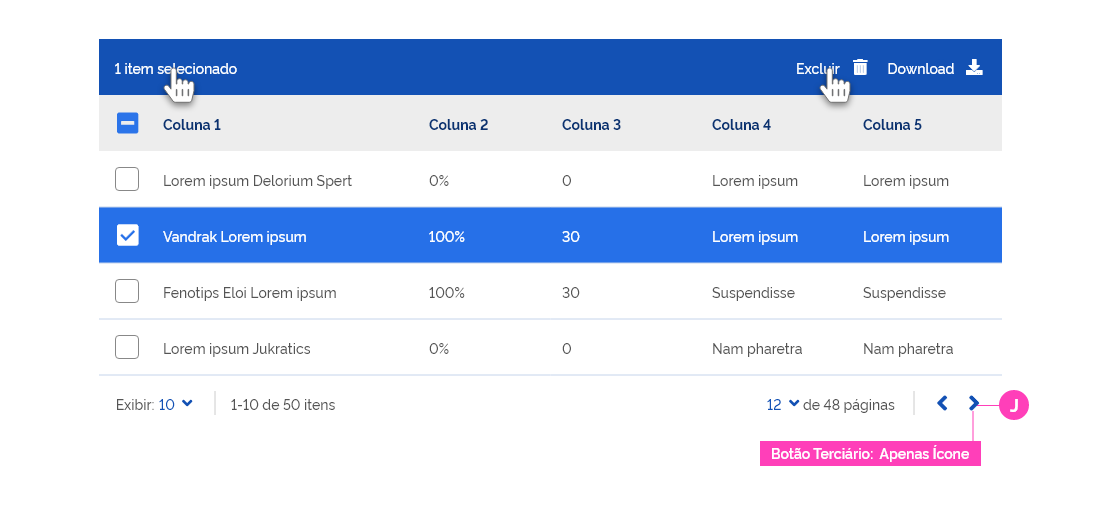 1 item selecionado Excluir Download
Coluna 1 Coluna 2 Coluna 3 Coluna 4 Coluna 5
Lorem ipsum Delorium Spert 0% 0 Lorem ipsum Lorem ipsum
Vandrak Lorem ipsum 100% 30 Lorem ipsum Lorem ipsum
Fenotips Eloi Lorem ipsum 100% 30 Suspendisse Suspendisse
Lorem ipsum Jukratics 0% 0 Nam pharetra Nam pharetra
Exibir: 10 1-10 de 50 itens 12 de 48 páginas J
Botão Terciário: Apenas Ícone